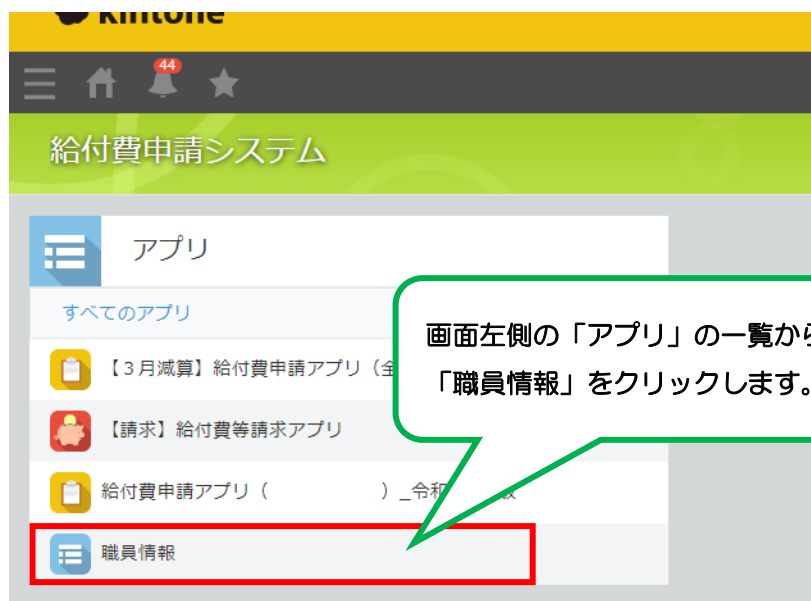 kintone
44
給付費申請システム
アプリ
すべてのアプリ
【３月減算】給付費申請アプリ（全
【請求】給付費等請求アプリ
給付費申請アプリ（　　　　　）_令和
職員情報
画面左側の「アプリ」の一覧から
「職員情報」をクリックします。